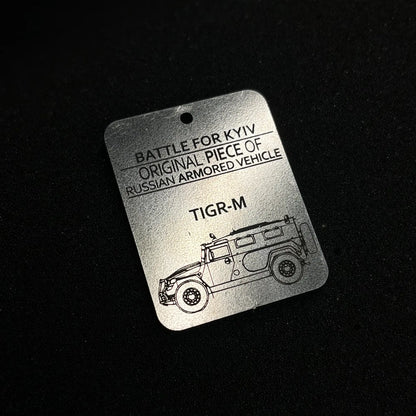 BATTLE FOR KYIV
ORIGINAL PIECE OF
RUSSIAN ARMORED VEHICLE
TIGR-M